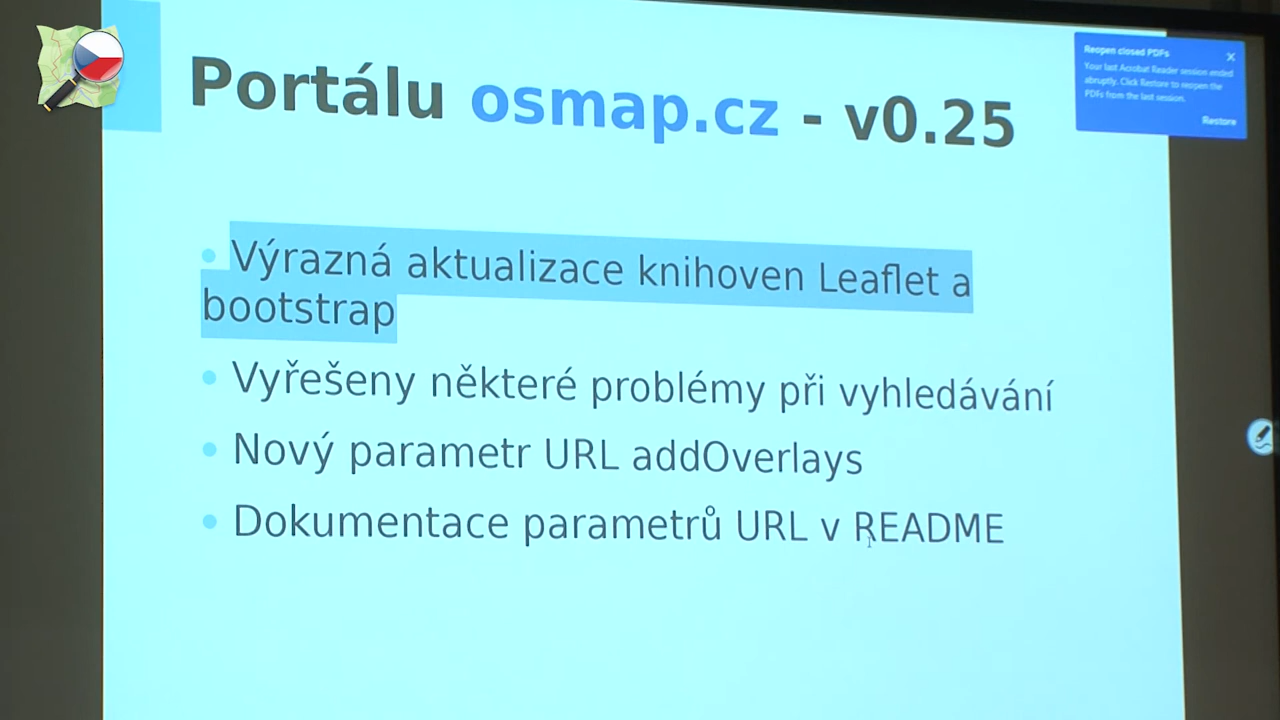 Portálu osmap.cz - v0.25
Reopen closed PDFs
Your last Acrobat Reader session ended
abruptly. Click Restore to reopen the
PDFs from the last session.
Restore
Výrazná aktualizace knihoven Leaflet a
bootstrap
Vyřešeny některé problémy při vyhledávání
Nový parametr URL addOverlays
Dokumentace parametrů URL v README